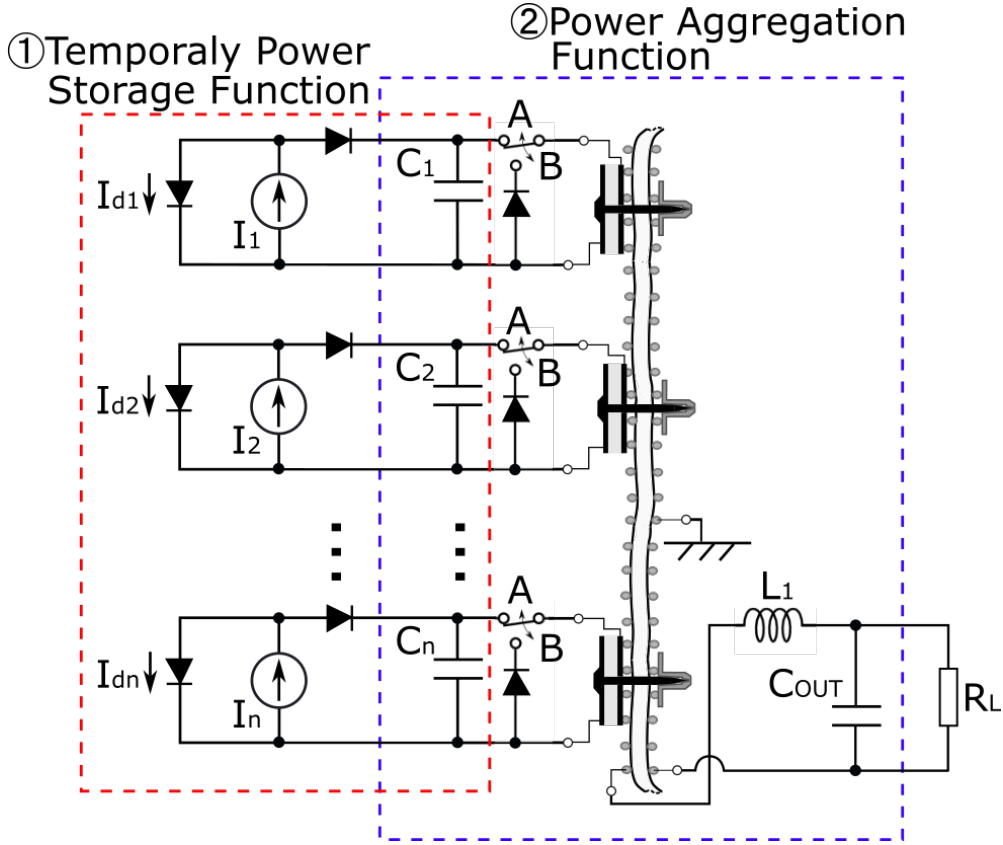 ①Temporaly Power
Storage Function
②Power Aggregation
Function
Id1
I1
C1
A
B
Id2
I2
C2
A
B
Idn
In
Cn
A
B
L1
COUT
RL